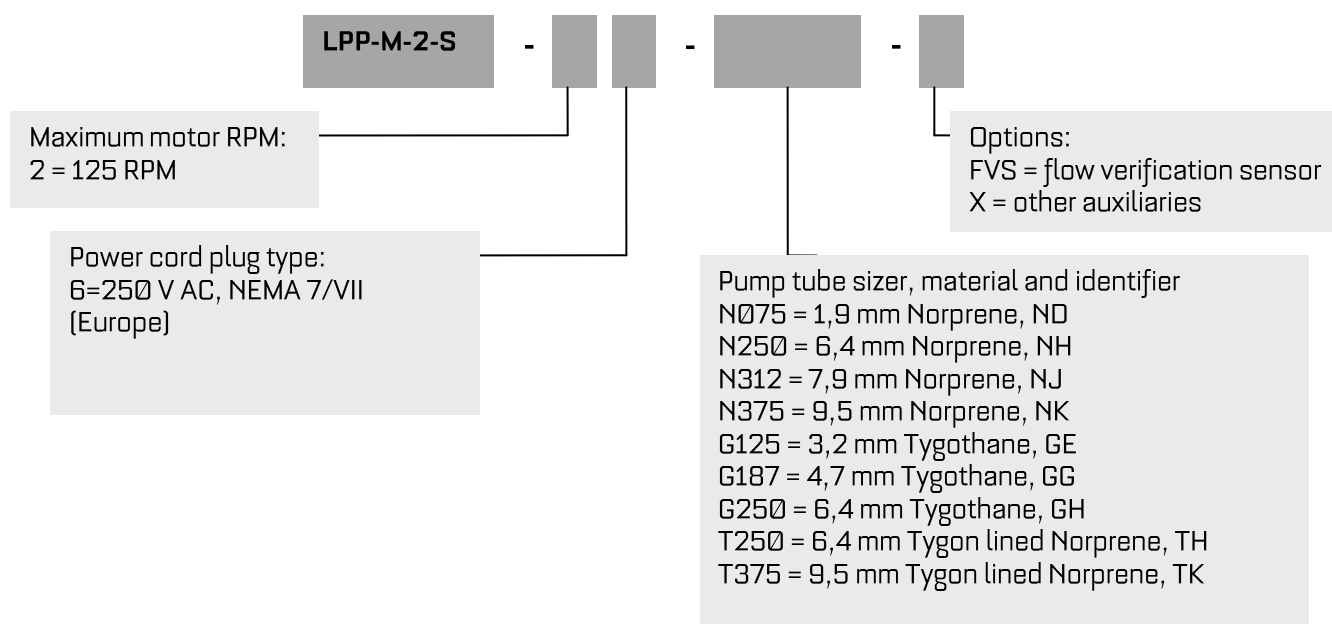 LPP-M-2-S - - -
Maximum motor RPM:
2 = 125 RPM
Power cord plug type:
6=250 V AC, NEMA 7/VII
(Europe)
Options:
FVS = flow verification sensor
X = other auxiliaries
Pump tube sizer, material and identifier
N075 = 1,9 mm Norprene, ND
N250 = 6,4 mm Norprene, NH
N312 = 7,9 mm Norprene, NJ
N375 = 9,5 mm Norprene, NK
G125 = 3,2 mm Tygothane, GE
G187 = 4,7 mm Tygothane, GG
G250 = 6,4 mm Tygothane, GH
T250 = 6,4 mm Tygon lined Norprene, TH
T375 = 9,5 mm Tygon lined Norprene, TK